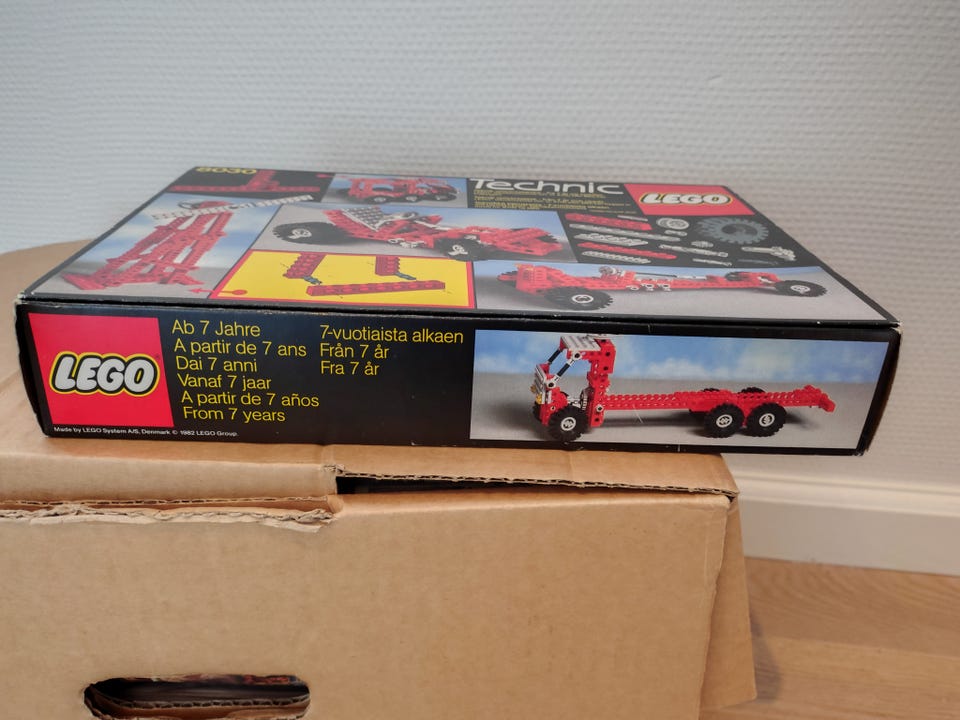 8030
Technic
LEGO
LEGO
Ab 7 Jahre
A partir de 7 ans
Dai 7 anni
Vanaf 7 jaar
A partir de 7 años
From 7 years
7-vuotiaista alkaen
Från 7 år
Fra 7 år
Made by LEGO System A/S, Denmark © 1982 LEGO Group.